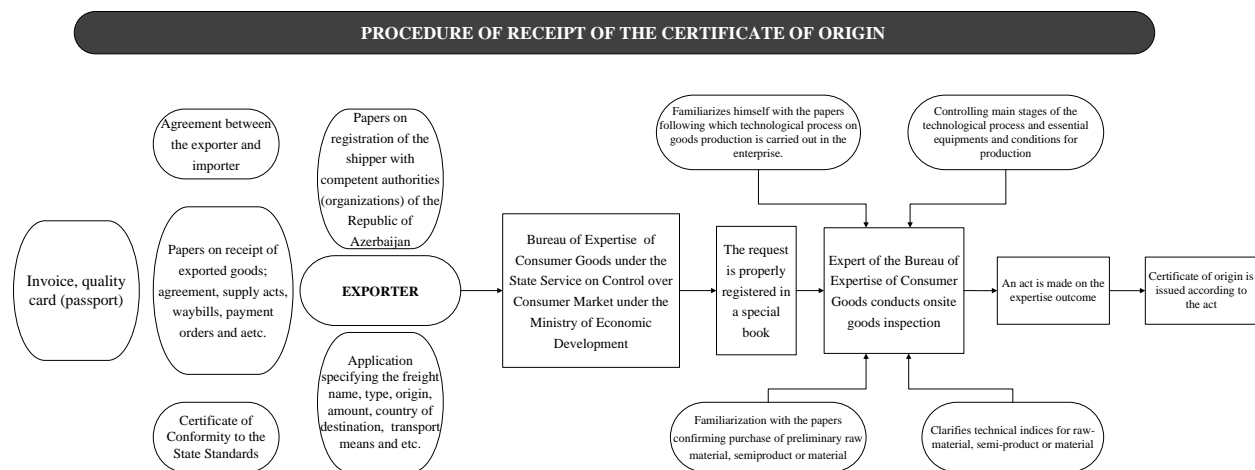 PROCEDURE OF RECEIPT OF THE CERTIFICATE OF ORIGIN
Invoice, quality
card (passport)
Agreement between
the exporter and
importer
Papers on receipt of
exported goods;
agreement, supply acts,
waybills, payment
orders and aetc.
Certificate of
Conformity to the
State Standards
Papers on
registration of the
shipper with
competent authorities
(organizations) of the
Republic of
Azerbaijan
EXPORTER
Application
specifying the freight
name, type, origin,
amount, country of
destination, transport
means and etc.
Bureau of Expertise of
Consumer Goods under the
State Service on Control over
Consumer Market under the
Ministry of Economic
Development
The request
is properly
registered in
a special
book
Familiarizes himself with the papers
following which technological process on
goods production is carried out in the
enterprise.
Controlling main stages of the
technological process and essential
equipments and conditions for
production
Expert of the Bureau of
Expertise of Consumer
Goods conducts onsite
goods inspection
Familiarization with the papers
confirming purchase of preliminary raw
material, semiproduct or material
Clarifies technical indices for raw-
material, semi-product or material
An act is made on the
expertise outcome
Certificate of origin is
issued according to
the act